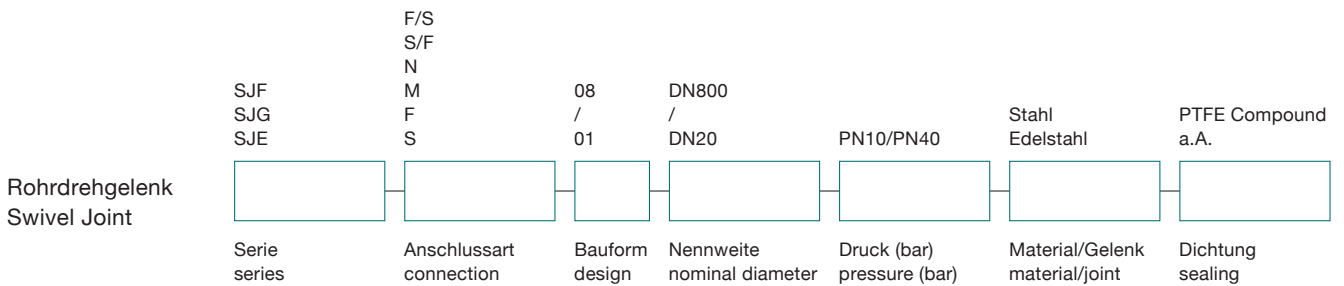 F/S
S/F
N
SJF
SJG
SJE
M
F
S
08
/
01
DN800
/
DN20
PN10/PN40
Stahl
Edelstahl
PTFE Compound
a.A.
Rohrdrehgelenk
Swivel Joint
Serie
series
Anschlussart
connection
Bauform
design
Nennweite
nominal diameter
Druck (bar)
pressure (bar)
Material/Gelenk
material/joint
Dichtung
sealing